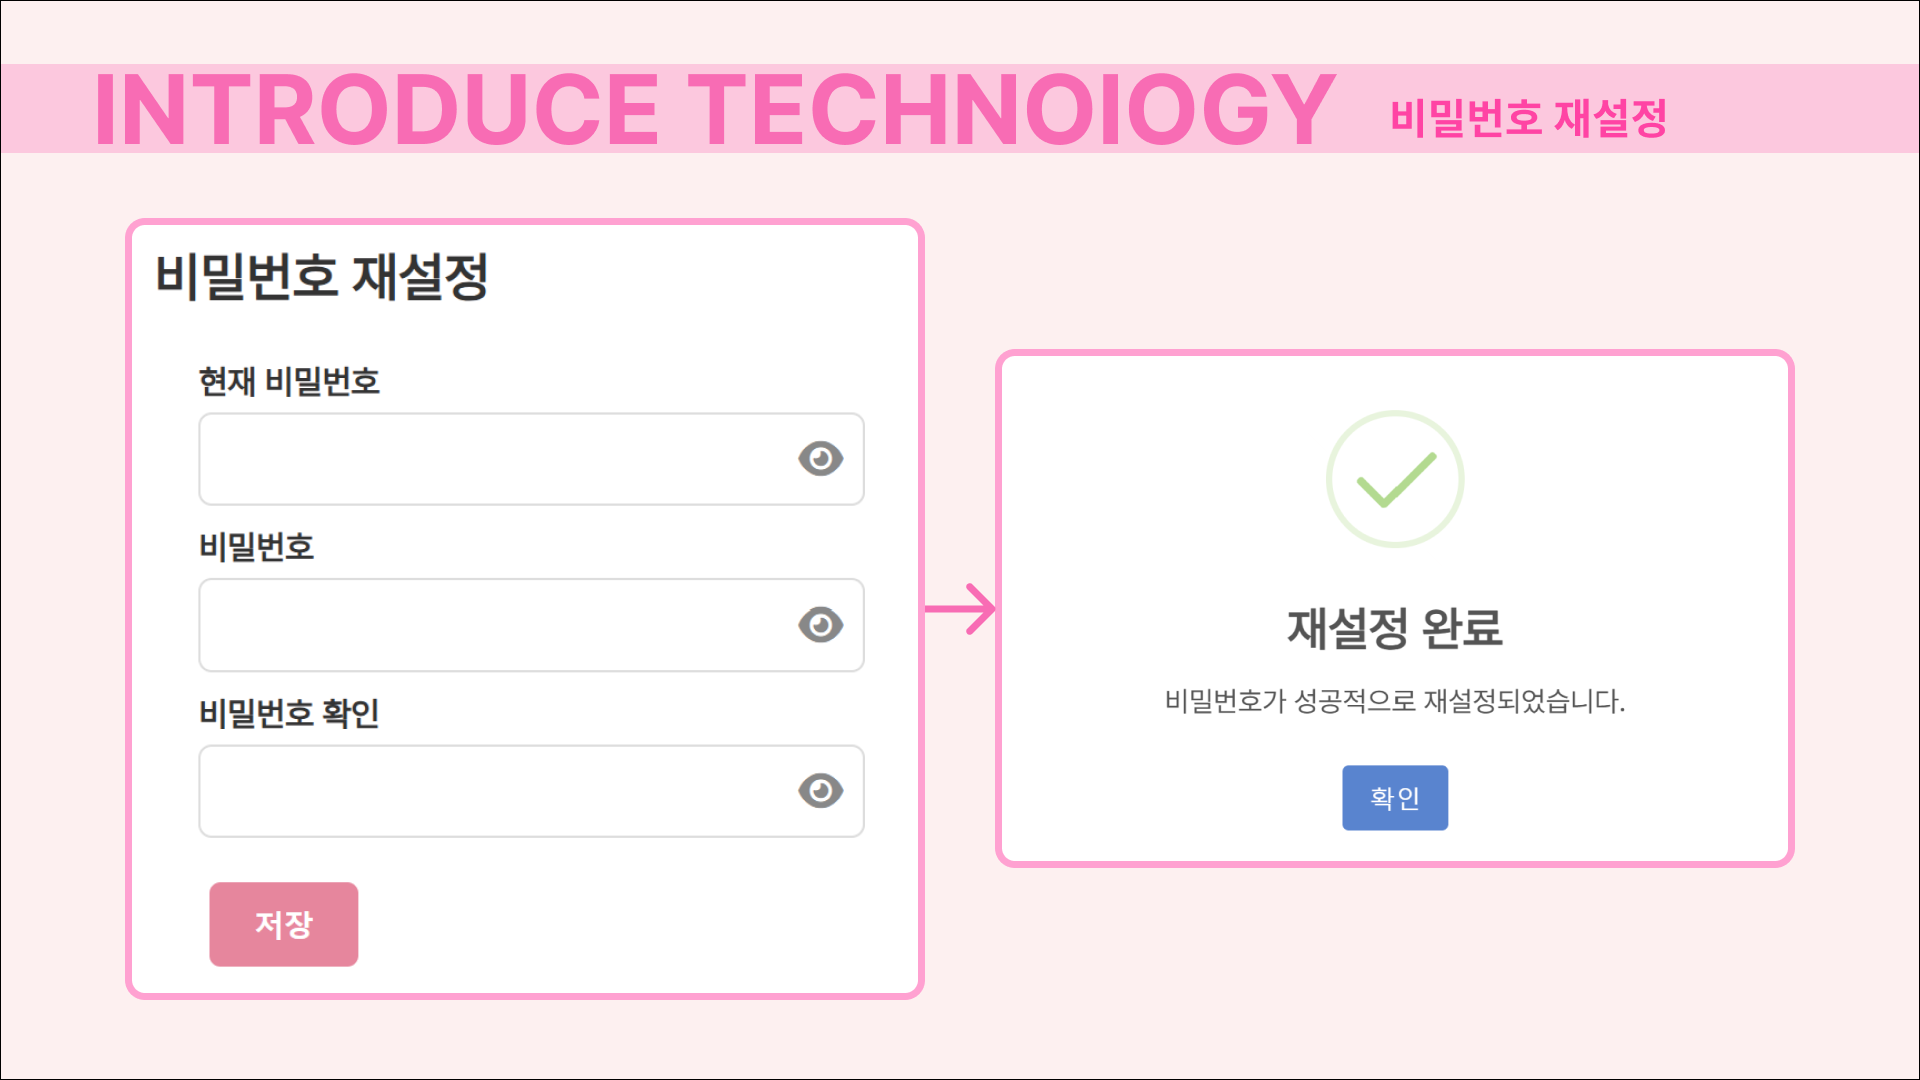 INTRODUCE TECHNOIOGY 비밀번호 재설정
비밀번호 재설정
현재 비밀번호
비밀번호
비밀번호 확인
저장
재설정 완료
비밀번호가 성공적으로 재설정되었습니다.
확인